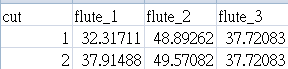 cut flute_1 flute_2 flute_3
1 32.31711 48.89262 37.72083
2 37.91488 49.57082 37.72083